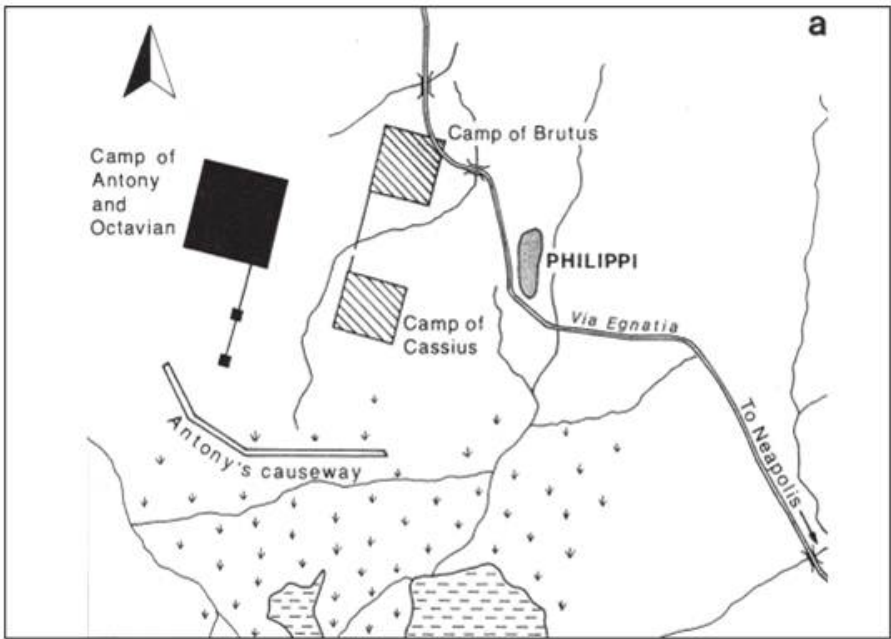 a
Camp of Brutus
Camp of
Antony
and
Octavian
PHILIPPI
Camp of
Cassius
Via Egnatia
To Neapolis
Antony's causeway